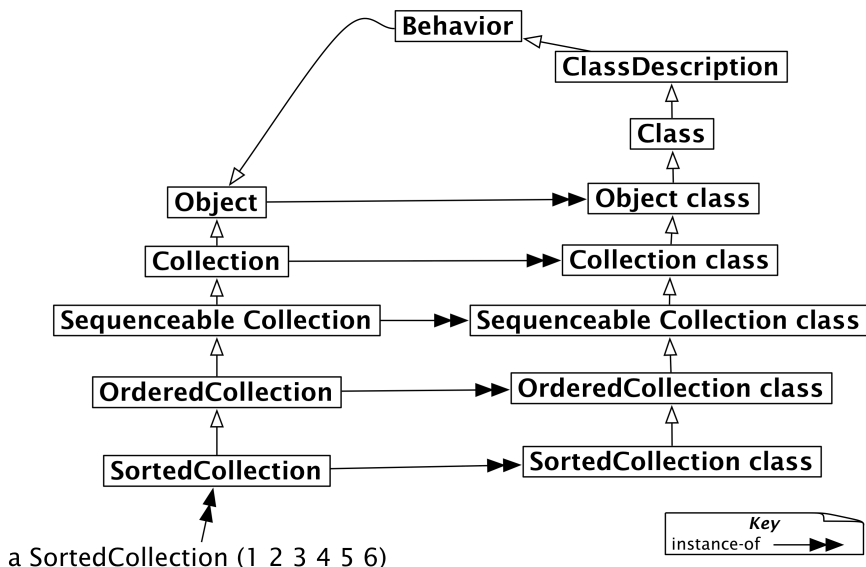 Behavior
ClassDescription
Class
Object
Object class
Collection
Collection class
Sequenceable Collection
Sequenceable Collection class
OrderedCollection
OrderedCollection class
SortedCollection
SortedCollection class
a SortedCollection (1 2 3 4 5 6)
Key
instance-of